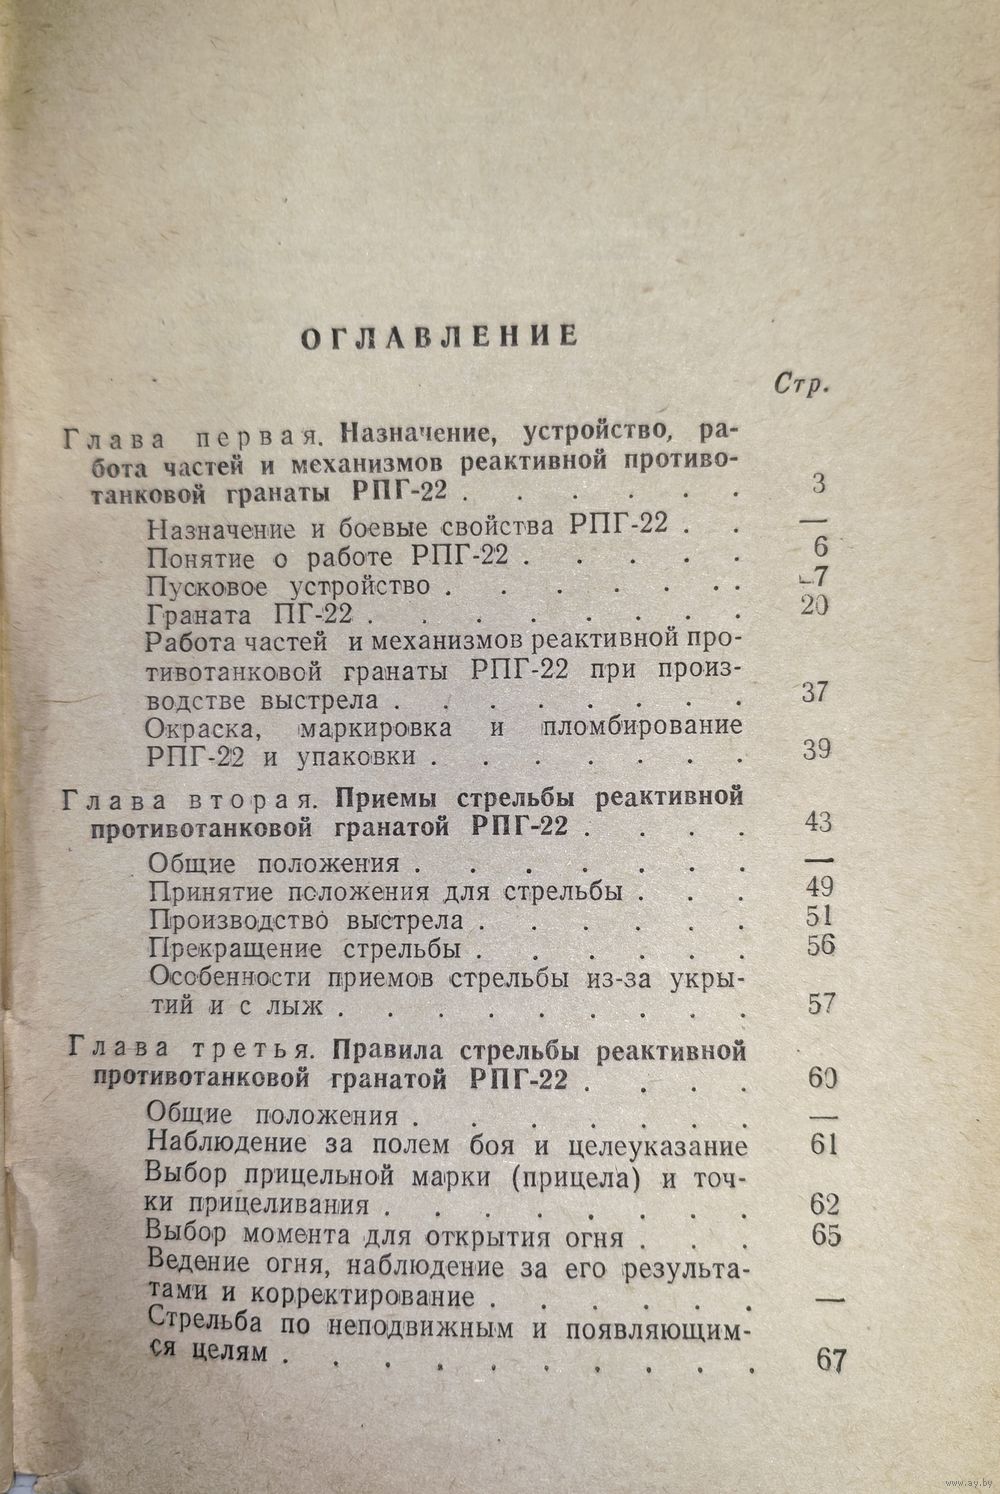 ОГЛАВЛЕНИЕ
Стр.
Глава первая. Назначение, устройство, ра-
бота частей и механизмов реактивной противо-
танковой гранаты РПГ-22 . . . . . . 3
Назначение и боевые свойства РПГ-22 . . —
Понятие о работе РПГ-22 . . . . . 6
Пусковое устройство . . . . . . . 7
Граната ПГ-22 . . . . . . . . 20
Работа частей и механизмов реактивной про-
тивотанковой гранаты РПГ-22 при произ-
водстве выстрела . . . . . . . . 37
Окраска, маркировка и пломбирование
РПГ-22 и упаковки . . . . . . . 39
Глава вторая. Приемы стрельбы реактивной
противотанковой гранатой РПГ-22 . . . . 43
Общие положения . . . . . . . —
Принятие положения для стрельбы . . . 49
Производство выстрела . . . . . . 51
Прекращение стрельбы . . . . . . 56
Особенности приемов стрельбы из-за укры-
тий и с лыж . . . . . . . . . 57
Глава третья. Правила стрельбы реактивной
противотанковой гранатой РПГ-22 . . . . 60
Общие положения . . . . . . . —
Наблюдение за полем боя и целеуказание 61
Выбор прицельной марки (прицела) и точ-
ки прицеливания . . . . . . . . 62
Выбор момента для открытия огня . . . 65
Ведение огня, наблюдение за его результа-
тами и корректирование . . . . . . —
Стрельба по неподвижным и появляющим-
ся целям . . . . . . . . . . 67
www.ay.by